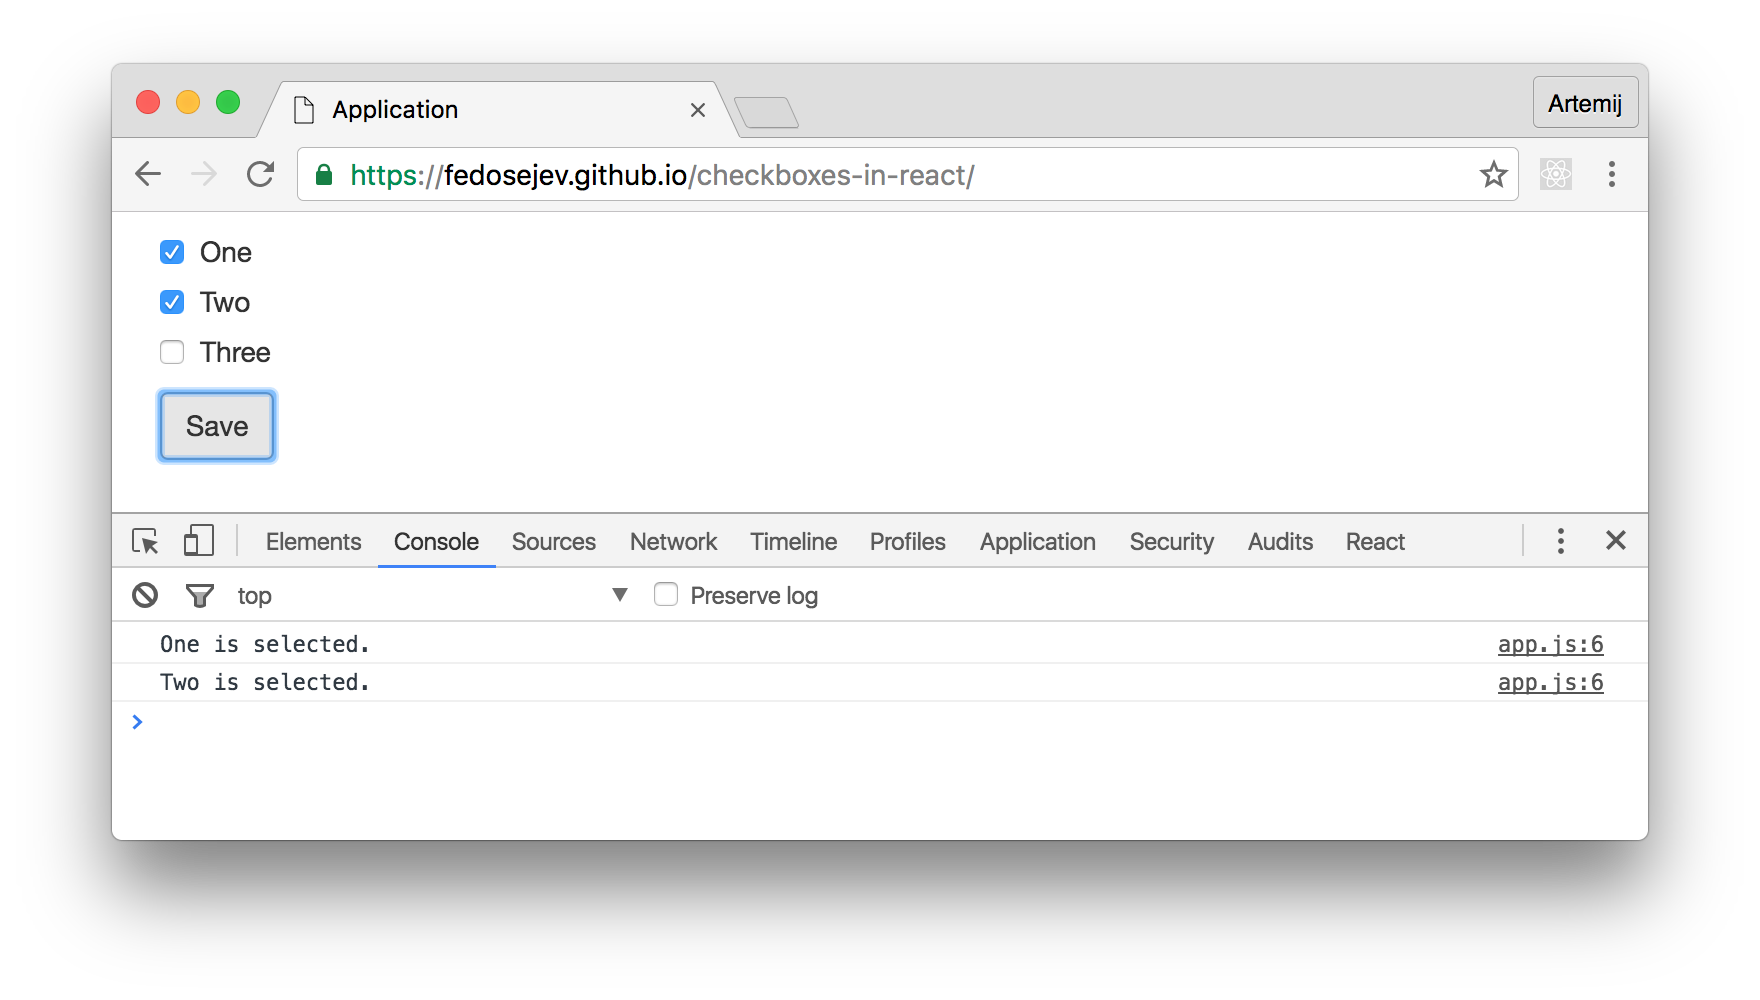 Application
Artemij
https://fedosejev.github.io/checkboxes-in-react/
One
Two
Three
Save
Elements Console Sources Network Timeline Profiles Application Security Audits React
top Preserve log
One is selected. app.js:6
Two is selected. app.js:6